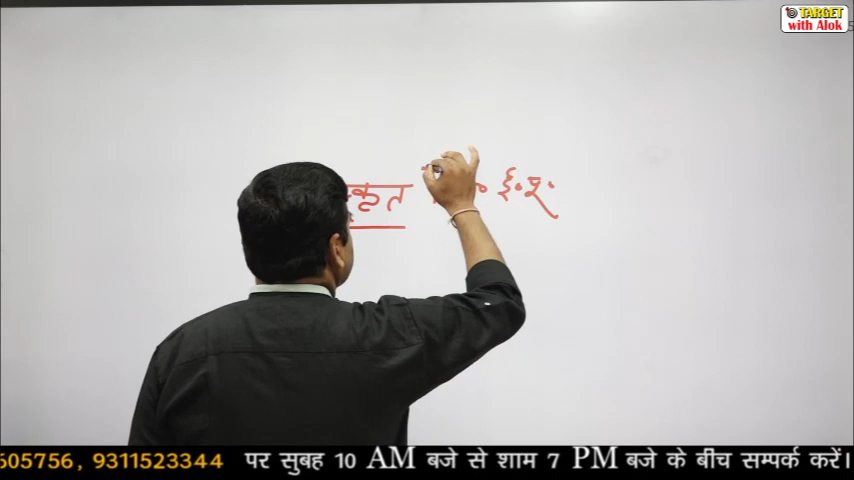 TARGET
with Alok
कृत ई.पू.
605756, 9311523344 पर सुबह 10 AM बजे से शाम 7 PM बजे के बीच सम्पर्क करें।